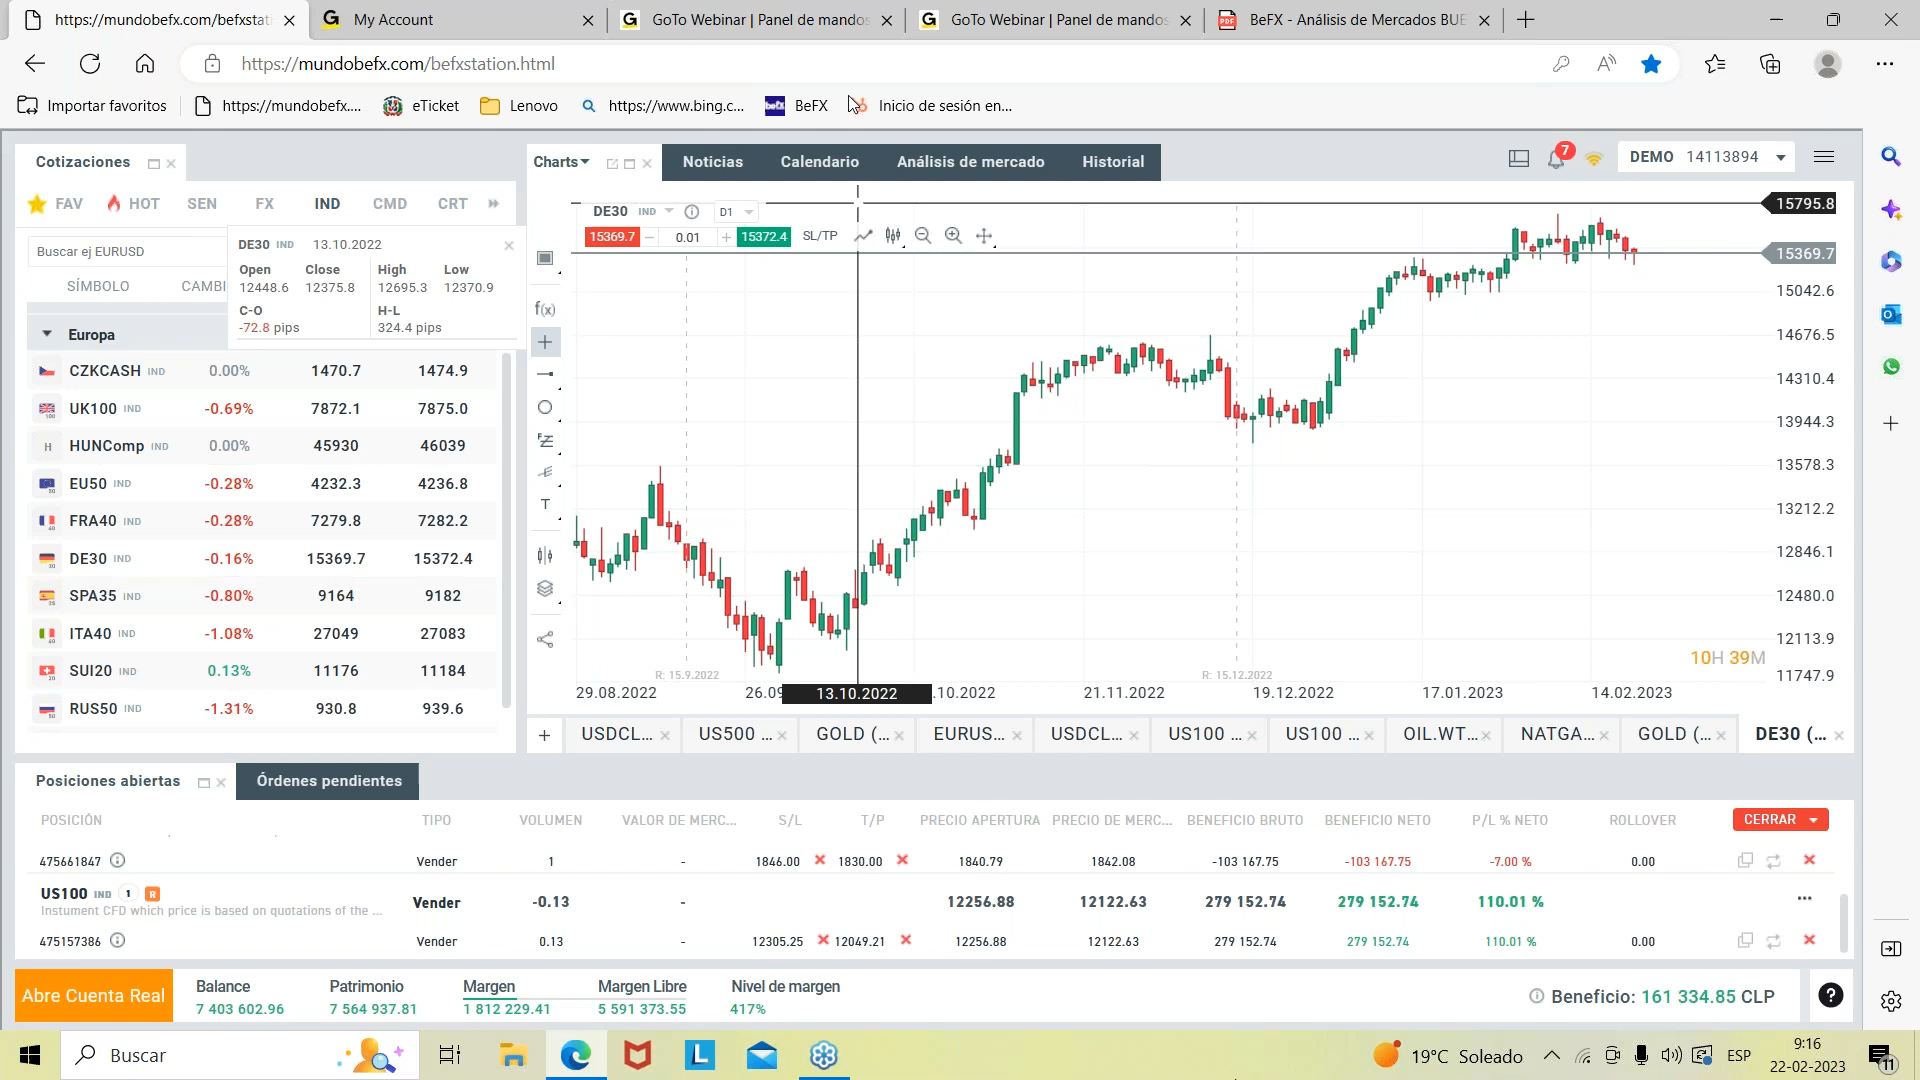 https://mundobefx.com/befxstati
My Account
GoTo Webinar | Panel de mandos
GoTo Webinar | Panel de mandos
BeFX - Análisis de Mercados BUE
https://mundobefx.com/befxstation.html
Importar favoritos
https://mundobefx....
eTicket
Lenovo
https://www.bing.c...
BeFX
Inicio de sesión en...
Cotizaciones
Charts
Noticias
Calendario
Análisis de mercado
Historial
7
DEMO 14113894
FAV HOT SEN FX IND CMD CRT
Buscar ej EURUSD
SÍMBOLO CAMBI
DE30 IND 13.10.2022
Open Close High Low
12448.6 12375.8 12695.3 12370.9
C-O H-L
-72.8 pips 324.4 pips
Europa
CZKCASH IND 0.00% 1470.7 1474.9
UK100 IND -0.69% 7872.1 7875.0
HUNComp IND 0.00% 45930 46039
EU50 IND -0.28% 4232.3 4236.8
FRA40 IND -0.28% 7279.8 7282.2
DE30 IND -0.16% 15369.7 15372.4
SPA35 IND -0.80% 9164 9182
ITA40 IND -1.08% 27049 27083
SUI20 IND 0.13% 11176 11184
RUS50 IND -1.31% 930.8 939.6
DE30 IND D1
15369.7 0.01 15372.4 SL/TP
f(x)
T
15795.8
15369.7
15042.6
14676.5
14310.4
13944.3
13578.3
13212.2
12846.1
12480.0
12113.9
11747.9
10H 39M
R: 15.9.2022
R: 15.12.2022
29.08.2022 26.09 13.10.2022 .10.2022 21.11.2022 19.12.2022 17.01.2023 14.02.2023
USDCL... US500 ... GOLD (... EURUS... USDCL... US100 ... US100 ... OIL.WT... NATGA... GOLD (... DE30 (...
Posiciones abiertas
Órdenes pendientes
POSICIÓN TIPO VOLUMEN VALOR DE MERC... S/L T/P PRECIO APERTURA PRECIO DE MERC... BENEFICIO BRUTO BENEFICIO NETO P/L % NETO ROLLOVER CERRAR
475661847 Vender 1 - 1846.00 1830.00 1840.79 1842.08 -103 167.75 -103 167.75 -7.00 % 0.00
US100 IND 1 R Vender -0.13 - 12256.88 12122.63 279 152.74 279 152.74 110.01 %
Instument CFD which price is based on quotations of the ...
475157386 Vender 0.13 - 12305.25 12049.21 12256.88 12122.63 279 152.74 279 152.74 110.01 % 0.00
Abre Cuenta Real
Balance Patrimonio Margen Margen Libre Nivel de margen
7 403 602.96 7 564 937.81 1 812 229.41 5 591 373.55 417%
Beneficio: 161 334.85 CLP
Buscar
19°C Soleado
ESP
9:16
22-02-2023
11